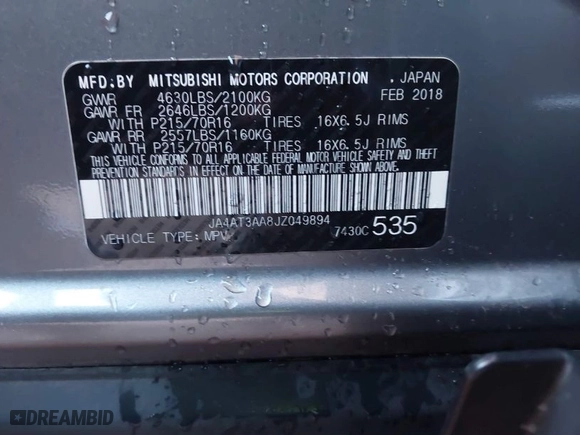 MFD.BY MITSUBISHI MOTORS CORPORATION , JAPAN
GVWR 4630LBS/2100KG FEB 2018
GAWR FR 2646LBS/1200KG
WITH P215/70R16 TIRES 16X6.5J RIMS
GAWR RR 2557LBS/1160KG
WITH P215/70R16 TIRES 16X6.5J RIMS
THIS VEHICLE CONFORMS TO ALL APPLICABLE FEDERAL MOTOR VEHICLE SAFETY AND THEFT
PREVENTION STANDARDS IN EFFECT ON THE DATE OF MANUFACTURE SHOWN ABOVE.
JA4AT3AA8JZ049894
VEHICLE TYPE: MPV 7430C 535
DREAMBID